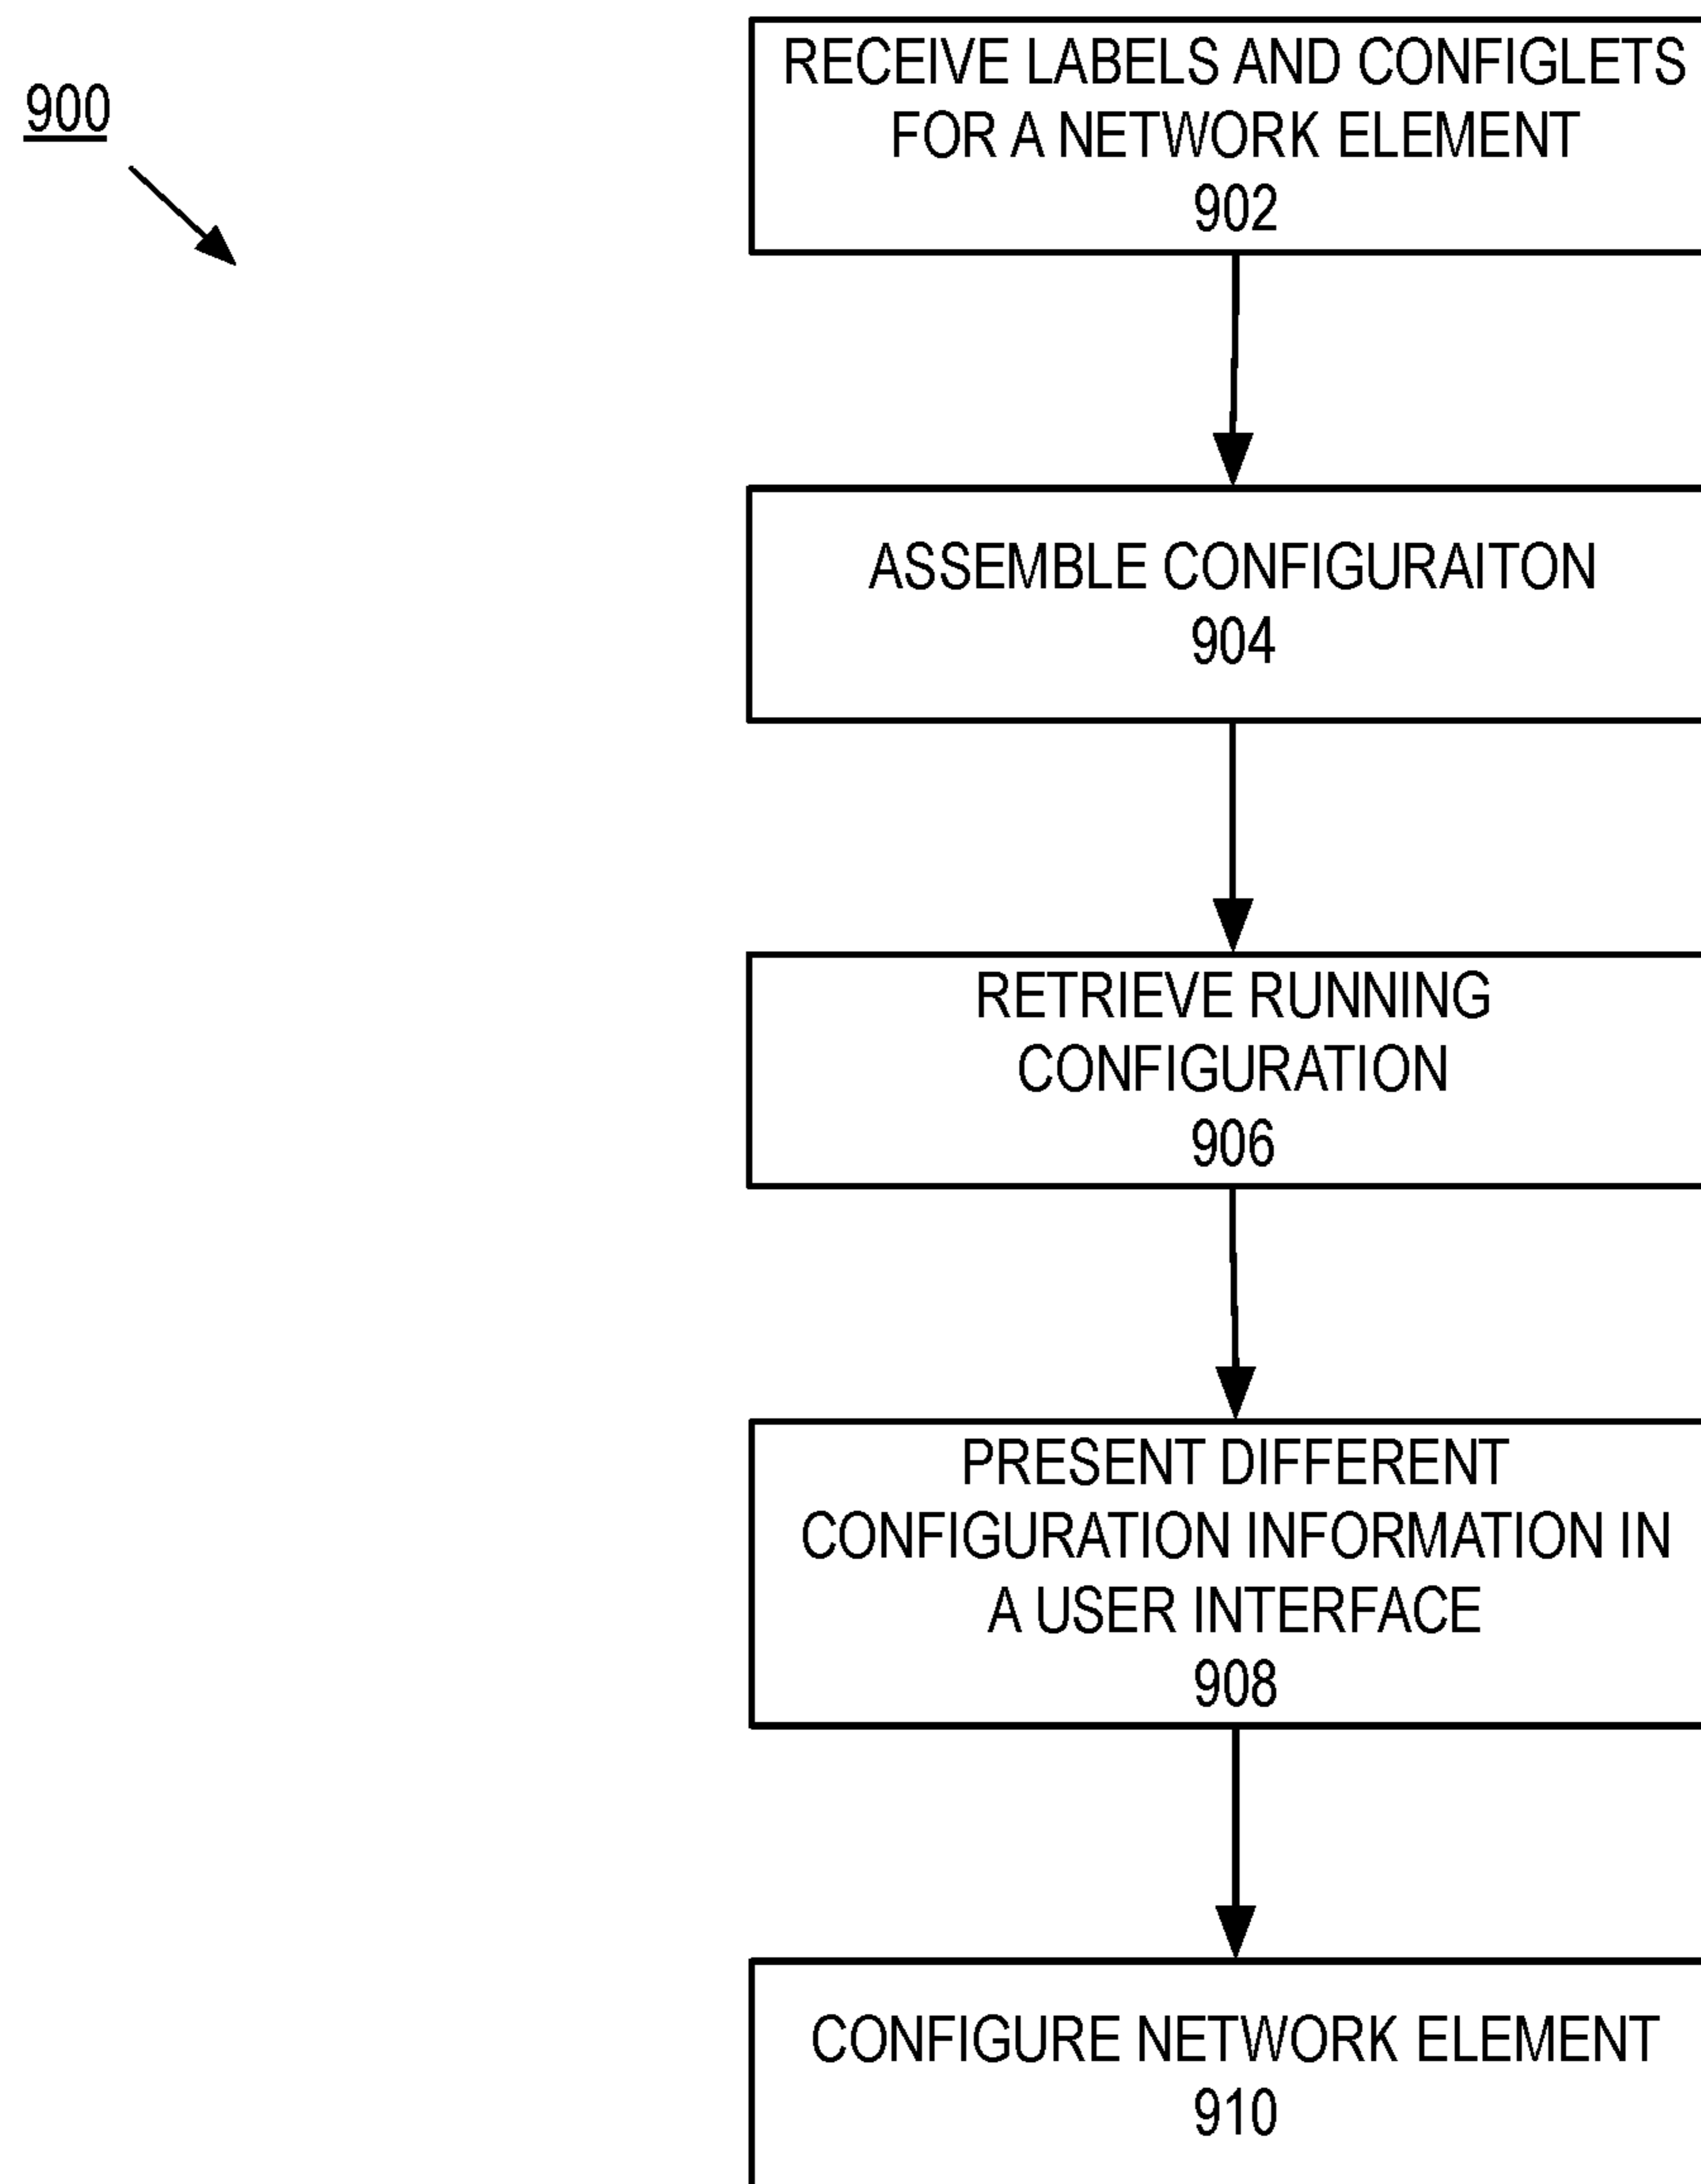 900
RECEIVE LABELS AND CONFIGLETS
FOR A NETWORK ELEMENT
902
ASSEMBLE CONFIGURAITON
904
RETRIEVE RUNNING
CONFIGURATION
906
PRESENT DIFFERENT
CONFIGURATION INFORMATION IN
A USER INTERFACE
908
CONFIGURE NETWORK ELEMENT
910